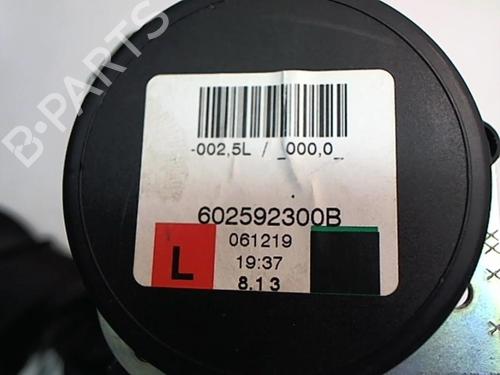 B-PARTS
-002,5L / _000,0_
602592300B
061219
L
19:37
8.13